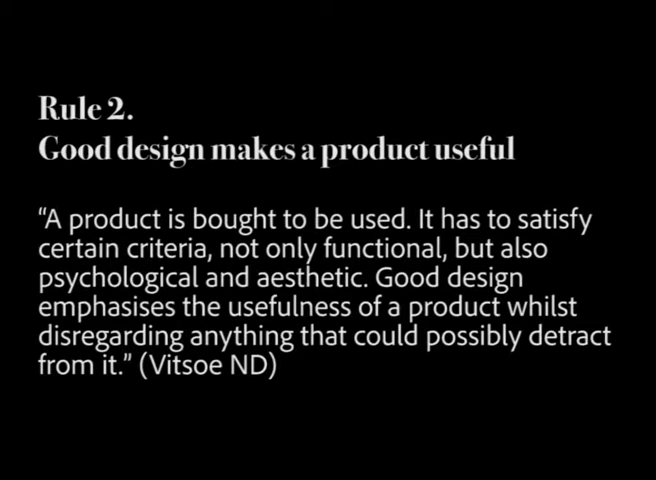 Rule 2.
Good design makes a product useful
“A product is bought to be used. It has to satisfy
certain criteria, not only functional, but also
psychological and aesthetic. Good design
emphasises the usefulness of a product whilst
disregarding anything that could possibly detract
from it.” (Vitsoe ND)